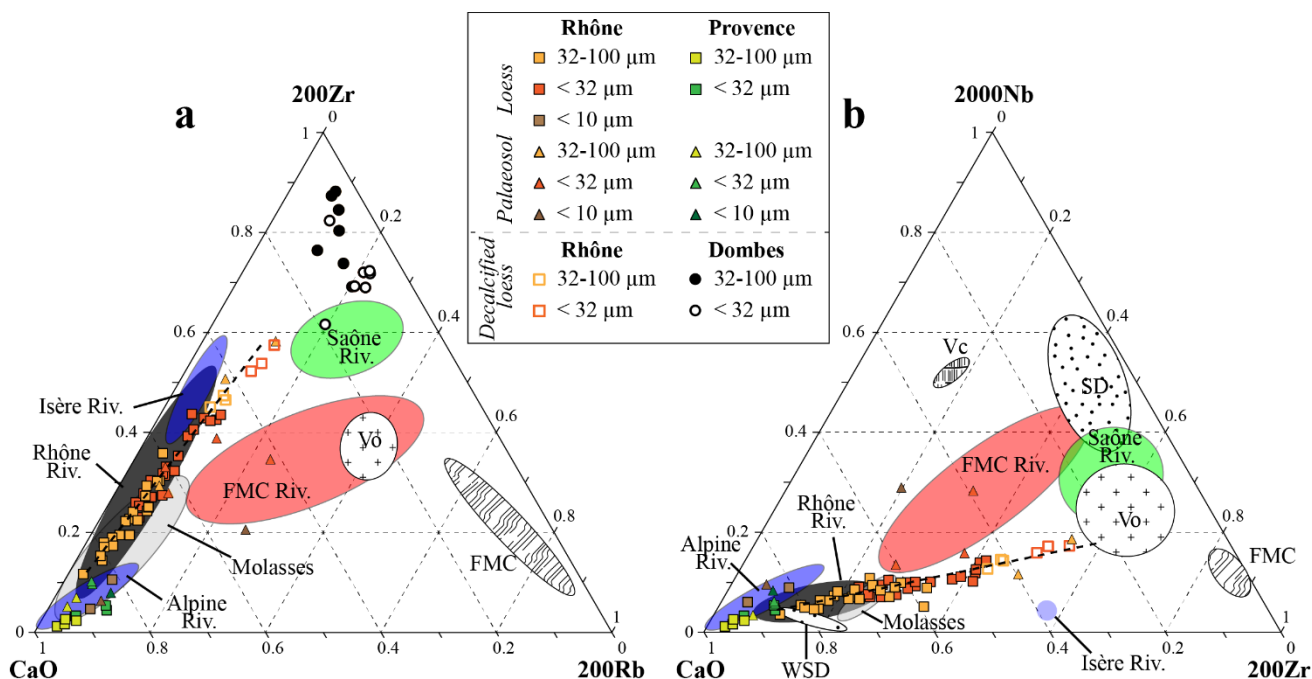 Rhône Provence
32-100 µm 32-100 µm
< 32 µm < 32 µm
< 10 µm
Loess
32-100 µm 32-100 µm
< 32 µm < 32 µm
< 10 µm < 10 µm
Palaeosol
Rhône Dombes
32-100 µm 32-100 µm
< 32 µm < 32 µm
Decalcified
loess
a
200Zr
0
1
0.2
0.8
0.4
0.6
Saône
Riv.
Isère Riv.
0.6
0.4
Rhône
Riv.
Vo
FMC Riv.
0.8
0.2
Molasses
FMC
Alpine
Riv.
1
0
1
0.8
0.6
0.4
0.2
0
CaO
200Rb
b
2000Nb
0
1
0.2
0.8
0.4
0.6
Vc
SD
0.6
0.4
Saône
Riv.
FMC Riv.
Rhône
Riv.
Vo
0.8
0.2
Alpine
Riv.
FMC
Molasses
1
0
WSD
Isère Riv.
1
0.8
0.6
0.4
0.2
0
CaO
200Zr